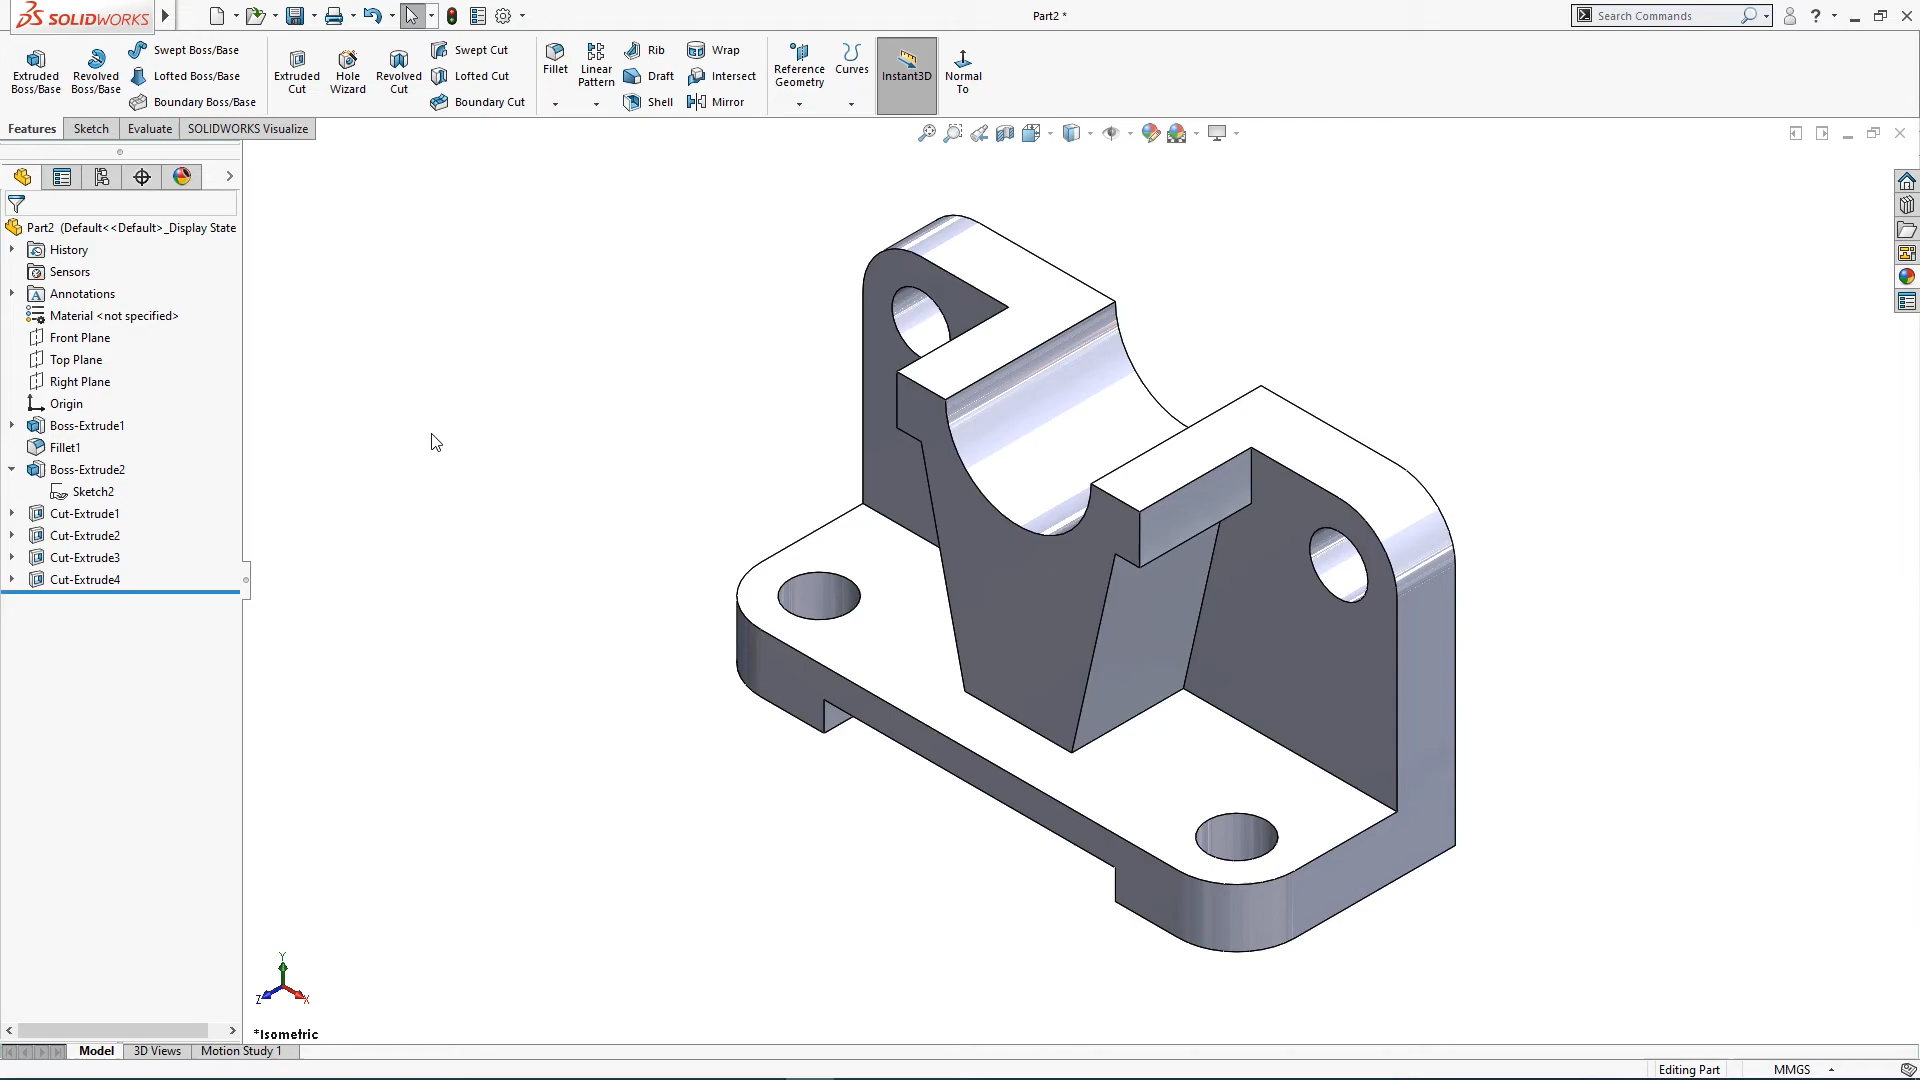 SOLIDWORKS
Part2 *
Search Commands
Extruded Boss/Base
Revolved Boss/Base
Swept Boss/Base
Lofted Boss/Base
Boundary Boss/Base
Extruded Cut
Hole Wizard
Revolved Cut
Swept Cut
Lofted Cut
Boundary Cut
Fillet
Linear Pattern
Rib
Draft
Shell
Wrap
Intersect
Mirror
Reference Geometry
Curves
Instant3D
Normal To
Features
Sketch
Evaluate
SOLIDWORKS Visualize
Part2 (Default<<Default>_Display State
History
Sensors
Annotations
Material <not specified>
Front Plane
Top Plane
Right Plane
Origin
Boss-Extrude1
Fillet1
Boss-Extrude2
Sketch2
Cut-Extrude1
Cut-Extrude2
Cut-Extrude3
Cut-Extrude4
Y
Z
X
*Isometric
Model
3D Views
Motion Study 1
Editing Part
MMGS